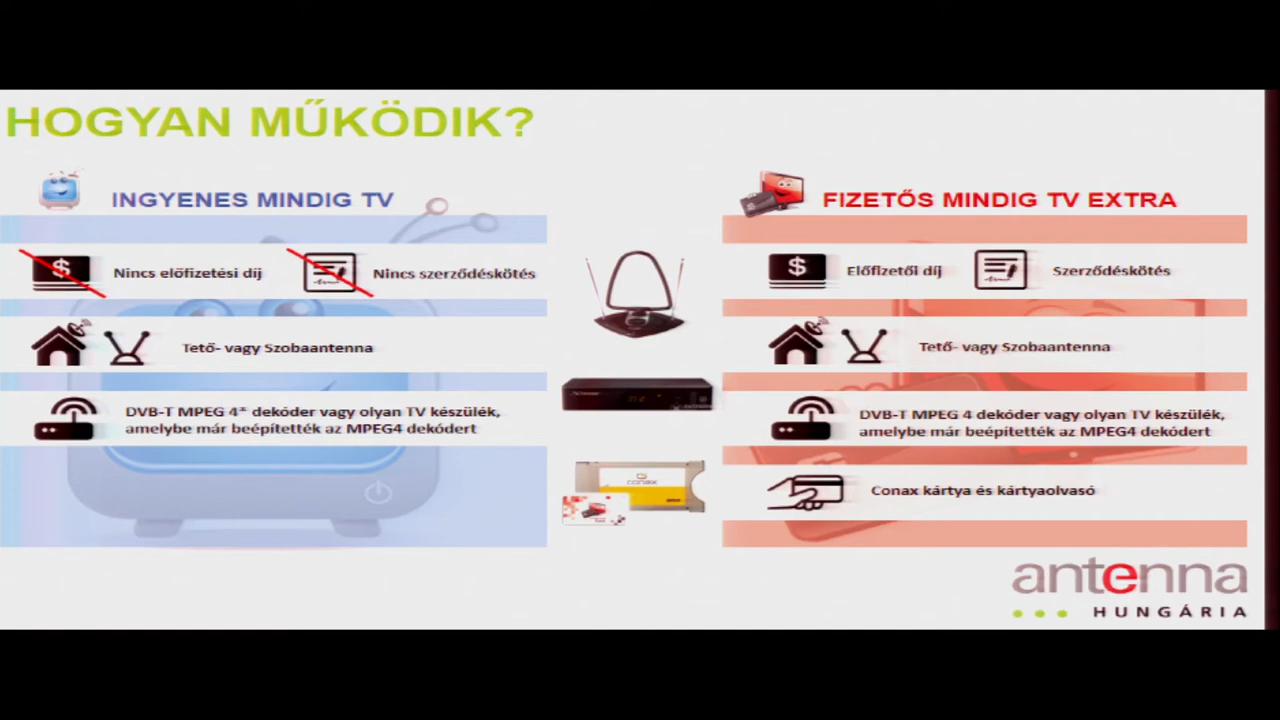 HOGYAN MŰKÖDIK?
INGYENES MINDIG TV
Nincs előfizetési díj
Nincs szerződéskötés
Tető- vagy Szobaantenna
DVB-T MPEG 4* dekóder vagy olyan TV készülék,
amelybe már beépítették az MPEG4 dekódert
conax
FIZETŐS MINDIG TV EXTRA
Előfizetői díj
Szerződéskötés
Tető- vagy Szobaantenna
DVB-T MPEG 4 dekóder vagy olyan TV készülék,
amelybe már beépítették az MPEG4 dekódert
Conax kártya és kártyaolvasó
antenna
HUNGÁRIA